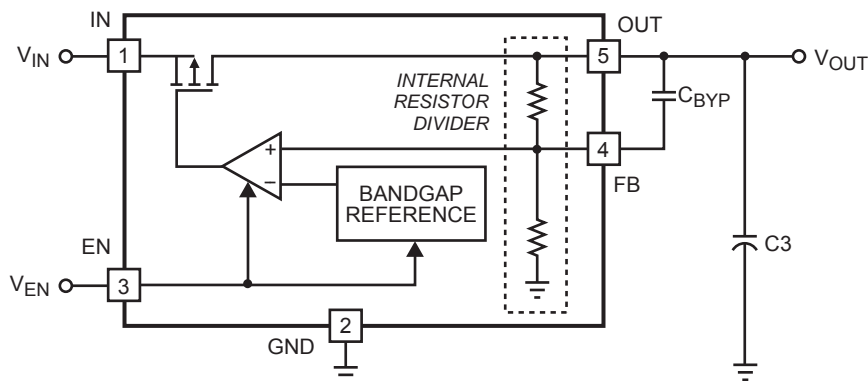 IN
OUT
V_IN
1
5
V_OUT
INTERNAL
RESISTOR
DIVIDER
C_BYP
+
–
4
FB
BANDGAP
REFERENCE
EN
V_EN
3
C3
2
GND